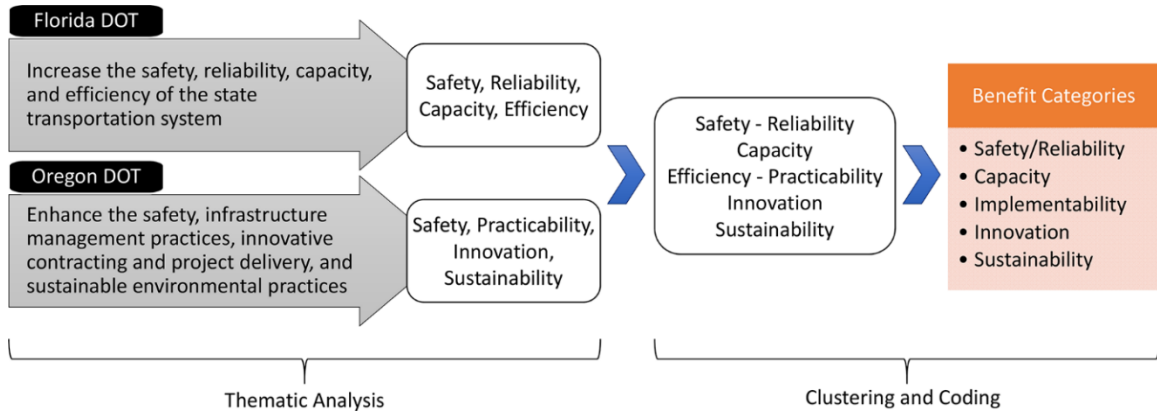 Florida DOT
Increase the safety, reliability, capacity,
and efficiency of the state
transportation system
Safety, Reliability,
Capacity, Efficiency
Oregon DOT
Enhance the safety, infrastructure
management practices, innovative
contracting and project delivery, and
sustainable environmental practices
Safety, Practicability,
Innovation,
Sustainability
Safety - Reliability
Capacity
Efficiency - Practicability
Innovation
Sustainability
Benefit Categories
• Safety/Reliability
• Capacity
• Implementability
• Innovation
• Sustainability
Thematic Analysis
Clustering and Coding